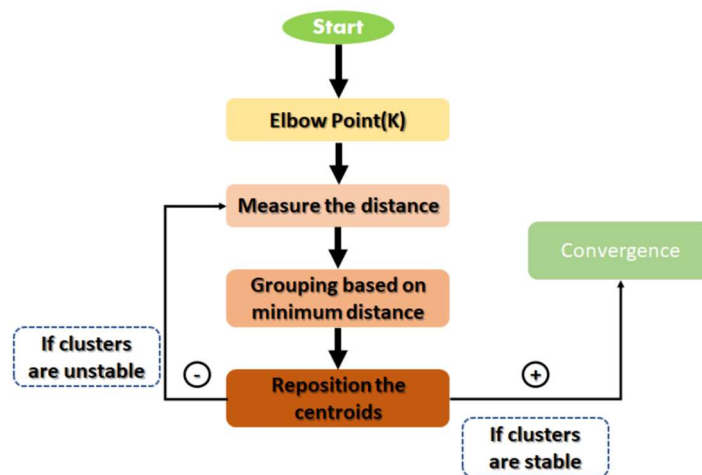 Start
Elbow Point(K)
Measure the distance
Convergence
Grouping based on
minimum distance
If clusters
are unstable
-
Reposition the
centroids
+
If clusters
are stable